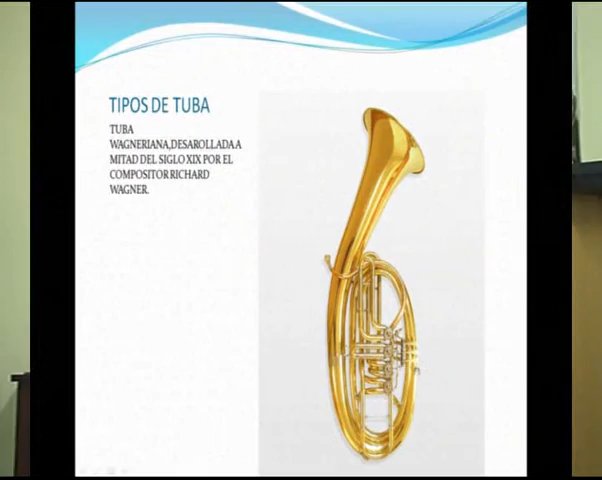 TIPOS DE TUBA
TUBA
WAGNERIANA,DESAROLLADA A
MITAD DEL SIGLO XIX POR EL
COMPOSITOR RICHARD
WAGNER.